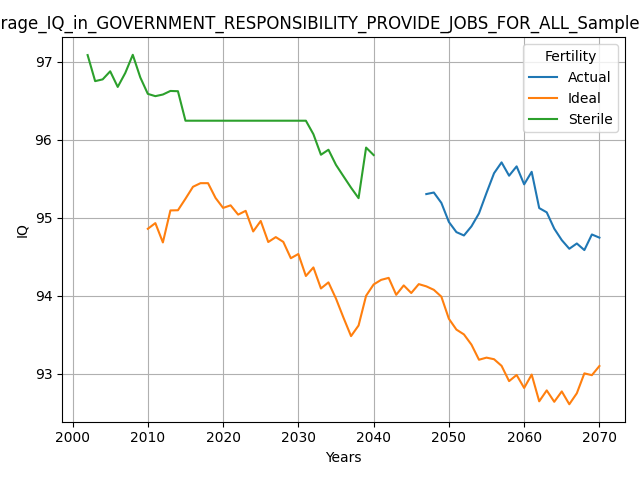 rage_IQ_in_GOVERNMENT_RESPONSIBILITY_PROVIDE_JOBS_FOR_ALL_Sample
Fertility
Actual
Ideal
Sterile
97
96
95
94
93
IQ
2000 2010 2020 2030 2040 2050 2060 2070
Years